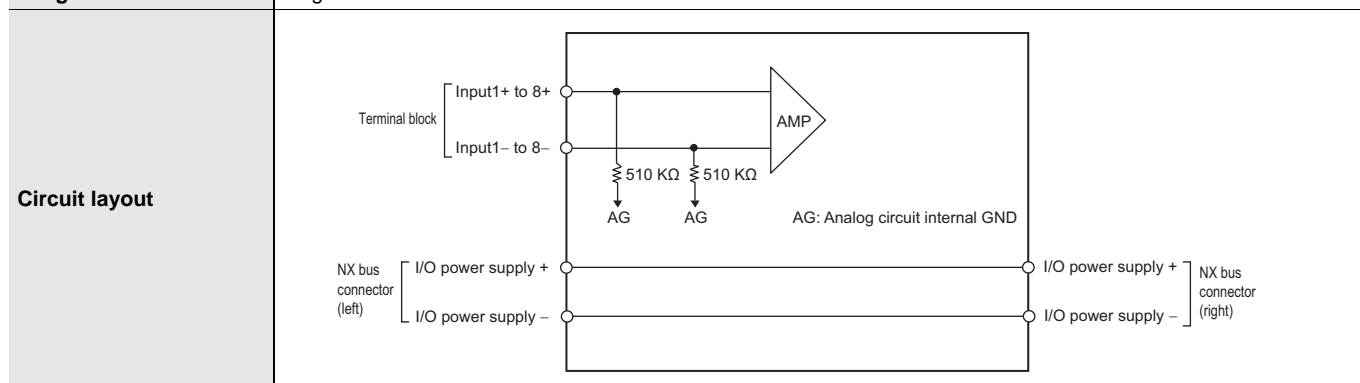 Circuit layout
Terminal block
Input1+ to 8+
Input1– to 8–
AMP
510 KΩ
510 KΩ
AG
AG
AG: Analog circuit internal GND
NX bus
connector
(left)
I/O power supply +
I/O power supply –
I/O power supply +
I/O power supply –
NX bus
connector
(right)